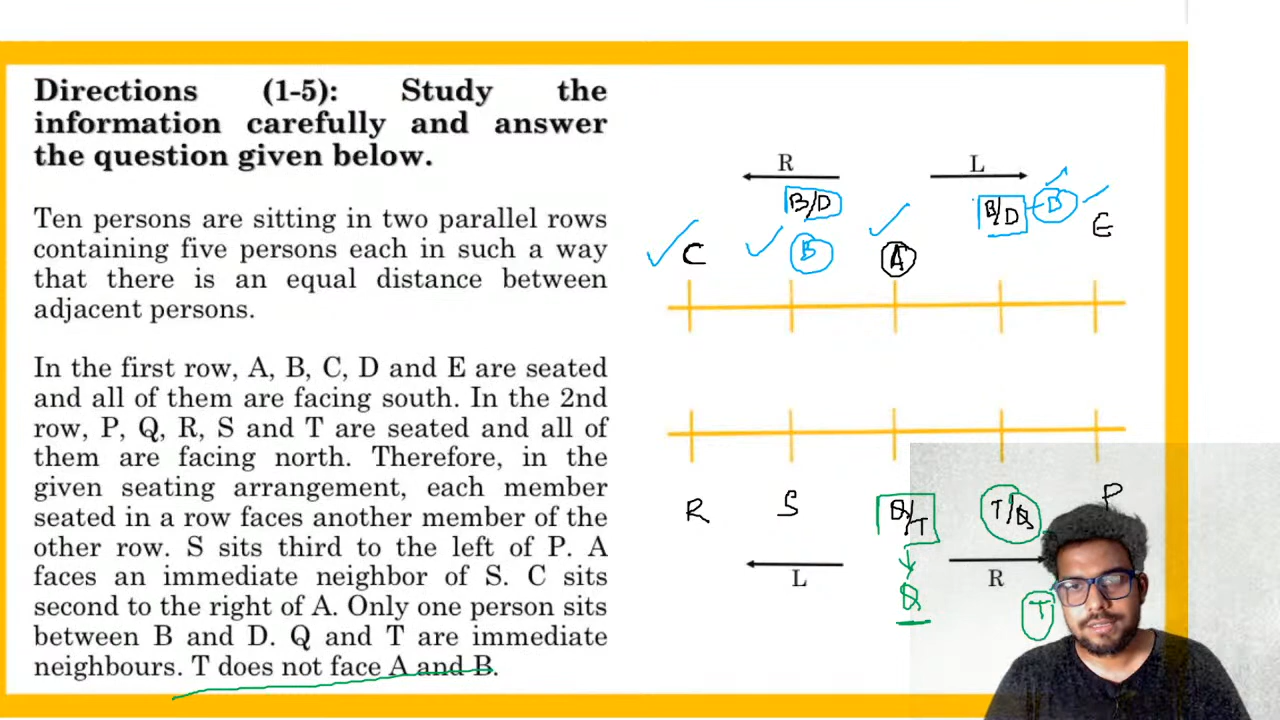 Directions (1-5): Study the
information carefully and answer
the question given below.
Ten persons are sitting in two parallel rows
containing five persons each in such a way
that there is an equal distance between
adjacent persons.
In the first row, A, B, C, D and E are seated
and all of them are facing south. In the 2nd
row, P, Q, R, S and T are seated and all of
them are facing north. Therefore, in the
given seating arrangement, each member
seated in a row faces another member of the
other row. S sits third to the left of P. A
faces an immediate neighbor of S. C sits
second to the right of A. Only one person sits
between B and D. Q and T are immediate
neighbours. T does not face A and B.
R L
B/D B/D D E
C B A
R S Q/T T/Q P
L R
Q T